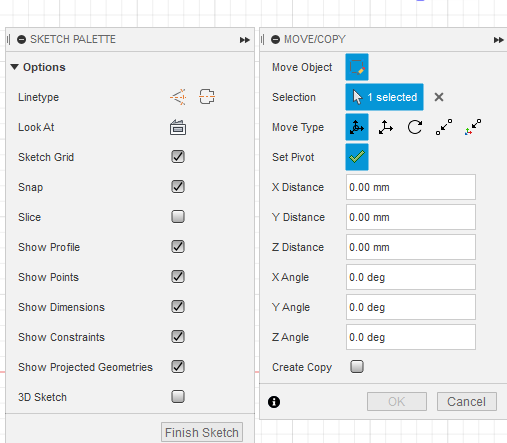 SKETCH PALETTE
Options
Linetype
Look At
Sketch Grid
Snap
Slice
Show Profile
Show Points
Show Dimensions
Show Constraints
Show Projected Geometries
3D Sketch
Finish Sketch
MOVE/COPY
Move Object
Selection 1 selected
Move Type
Set Pivot
X Distance 0.00 mm
Y Distance 0.00 mm
Z Distance 0.00 mm
X Angle 0.0 deg
Y Angle 0.0 deg
Z Angle 0.0 deg
Create Copy
OK Cancel